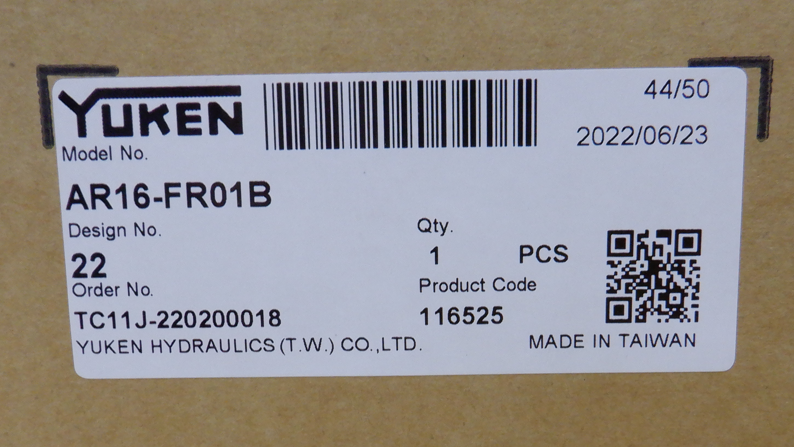 YUKEN
44/50
2022/06/23
Model No.
AR16-FR01B
Design No.
22
Qty.
1 PCS
Order No.
TC11J-220200018
Product Code
116525
YUKEN HYDRAULICS (T.W.) CO.,LTD.
MADE IN TAIWAN